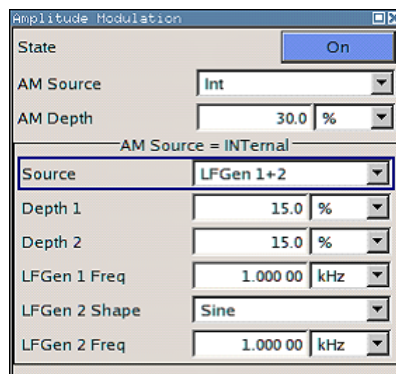 Amplitude Modulation
State On
AM Source Int
AM Depth 30.0 %
AM Source = INTernal
Source LFGen 1+2
Depth 1 15.0 %
Depth 2 15.0 %
LFGen 1 Freq 1.000 00 kHz
LFGen 2 Shape Sine
LFGen 2 Freq 1.000 00 kHz